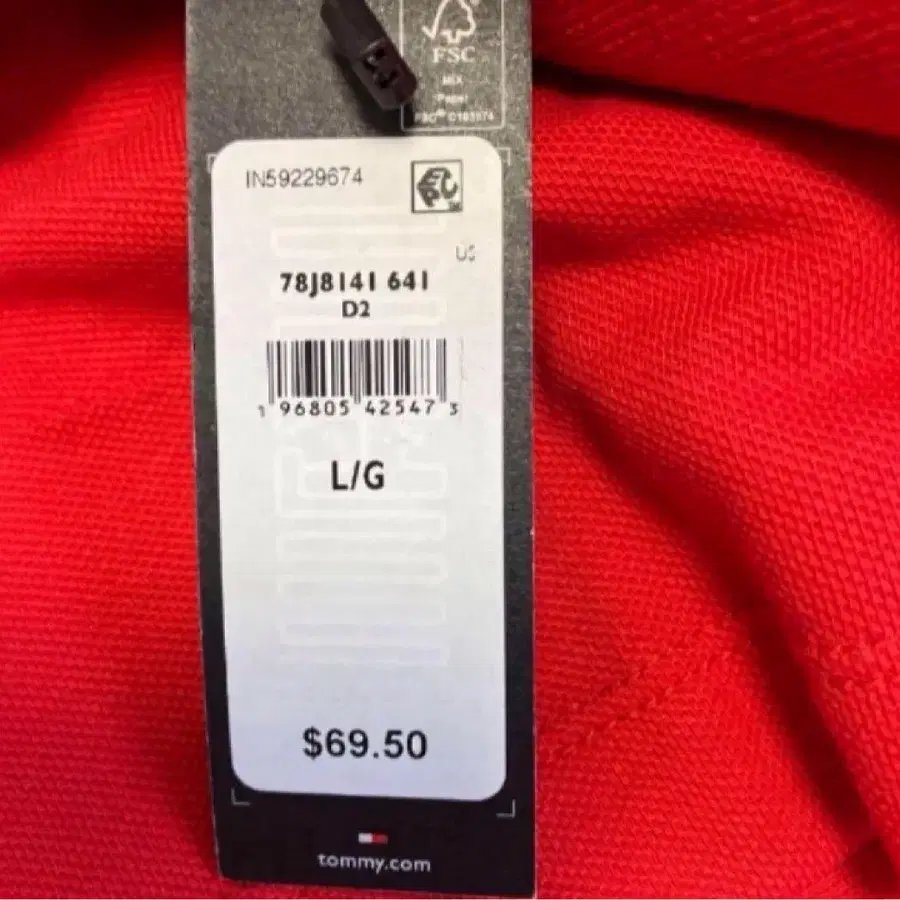 FSC
MIX
Paper
IN59229674
US
78J8141 641
D2
1 96805 42547 3
L/G
$69.50
tommy.com